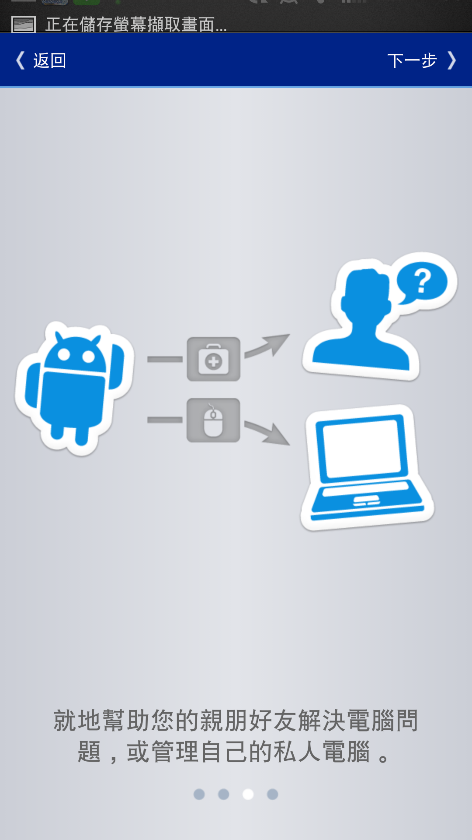 正在儲存螢幕擷取畫面...
返回
下一步
?
就地幫助您的親朋好友解決電腦問
題，或管理自己的私人電腦。